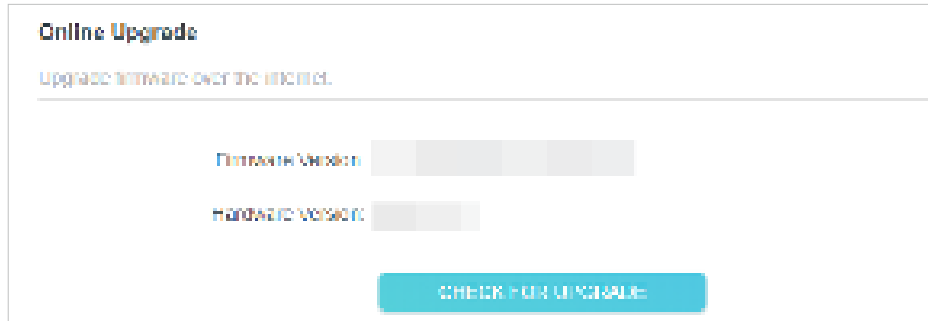 Online Upgrade
Upgrade firmware over the internet.
Firmware Version:
Hardware Version:
CHECK FOR UPGRADE